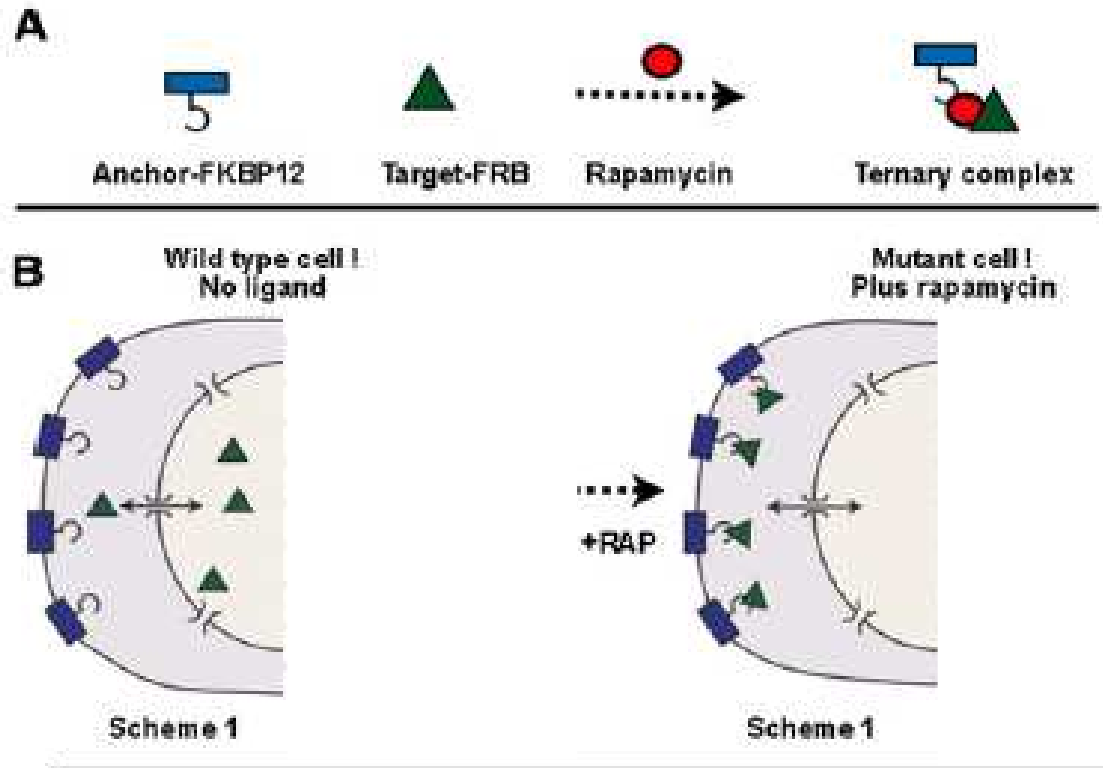 A
Anchor-FKBP12
Target-FRB
Rapamycin
Ternary complex
B
Wild type cell !
No ligand
Mutant cell !
Plus rapamycin
+RAP
Scheme 1
Scheme 1